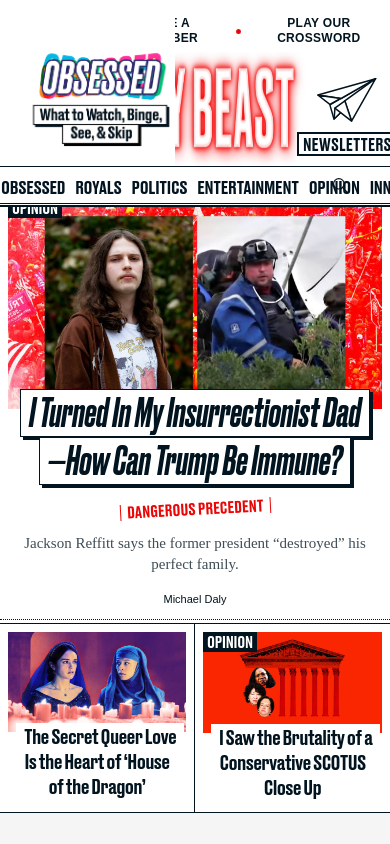 E A
BER
PLAY OUR
CROSSWORD
OBSESSED
What to Watch, Binge,
See, & Skip
Y BEAST
NEWSLETTERS
OBSESSED ROYALS POLITICS ENTERTAINMENT OPINION INN
OPINION
I Turned In My Insurrectionist Dad
—How Can Trump Be Immune?
DANGEROUS PRECEDENT
Jackson Reffitt says the former president “destroyed” his
perfect family.
Michael Daly
The Secret Queer Love
Is the Heart of ‘House
of the Dragon’
OPINION
I Saw the Brutality of a
Conservative SCOTUS
Close Up